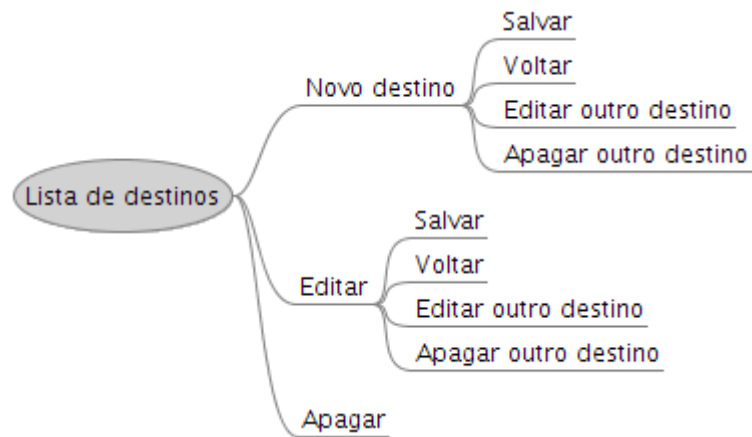 Lista de destinos
Novo destino
Salvar
Voltar
Editar outro destino
Apagar outro destino
Editar
Salvar
Voltar
Editar outro destino
Apagar outro destino
Apagar